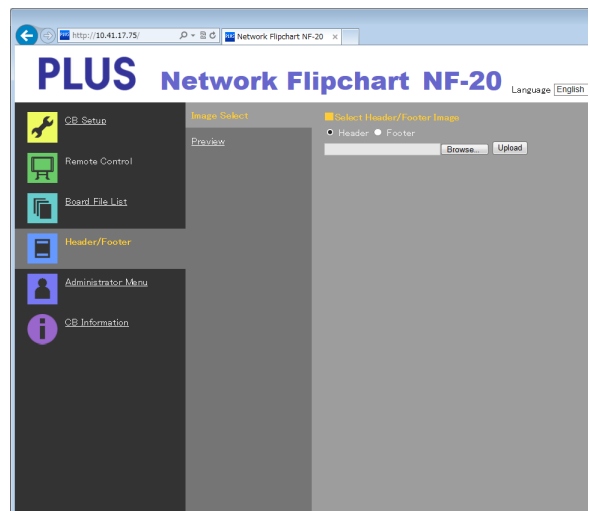 http://10.41.17.75/
PLUS Network Flipchart NF-20 ×
PLUS Network Flipchart NF-20 Language English
CB Setup
Remote Control
Board File List
Header/Footer
Administrator Menu
CB Information
Image Select
Preview
Select Header/Footer Image
Header Footer
Browse... Upload